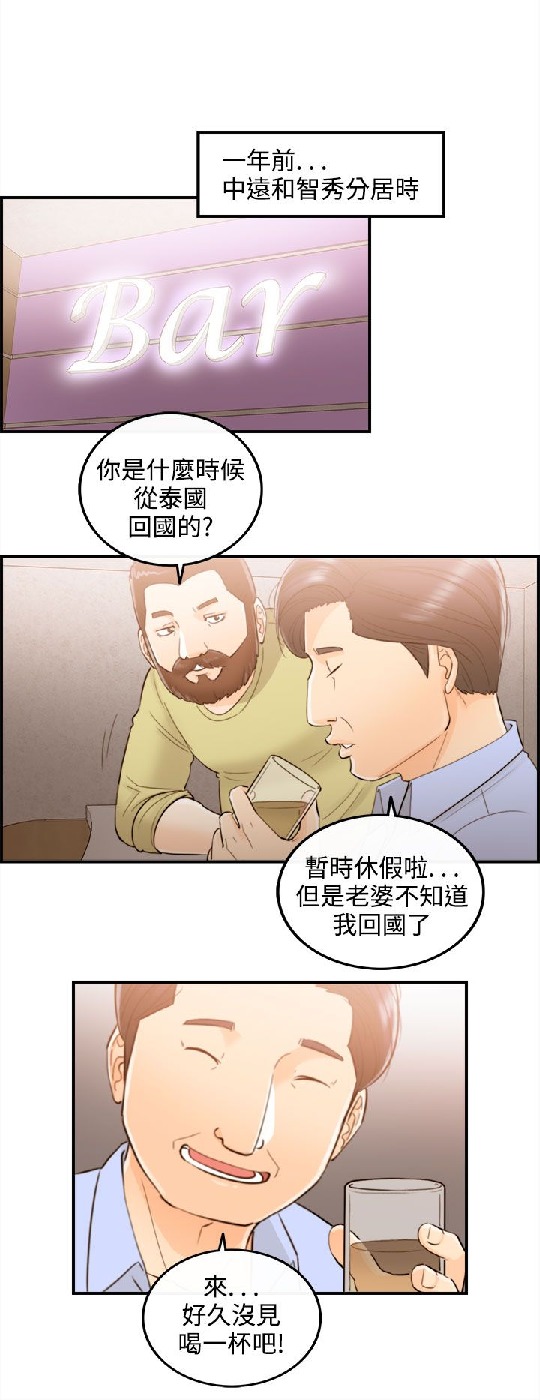 一年前...
中遠和智秀分居時
Bar
你是什麼時候
從泰國
回國的?
暫時休假啦...
但是老婆不知道
我回國了
來...
好久沒見
喝一杯吧!